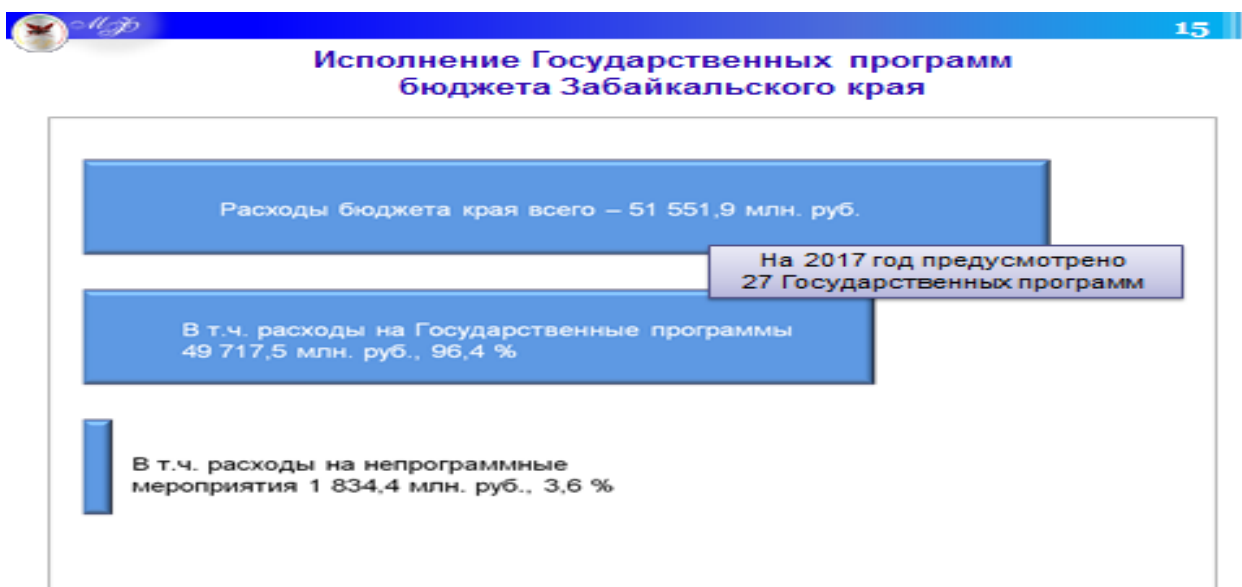 МФ
15
Исполнение Государственных программ
бюджета Забайкальского края
Расходы бюджета края всего – 51 551,9 млн. руб.
На 2017 год предусмотрено
27 Государственных программ
В т.ч. расходы на Государственные программы
49 717,5 млн. руб., 96,4 %
В т.ч. расходы на непрограммные
мероприятия 1 834,4 млн. руб., 3,6 %